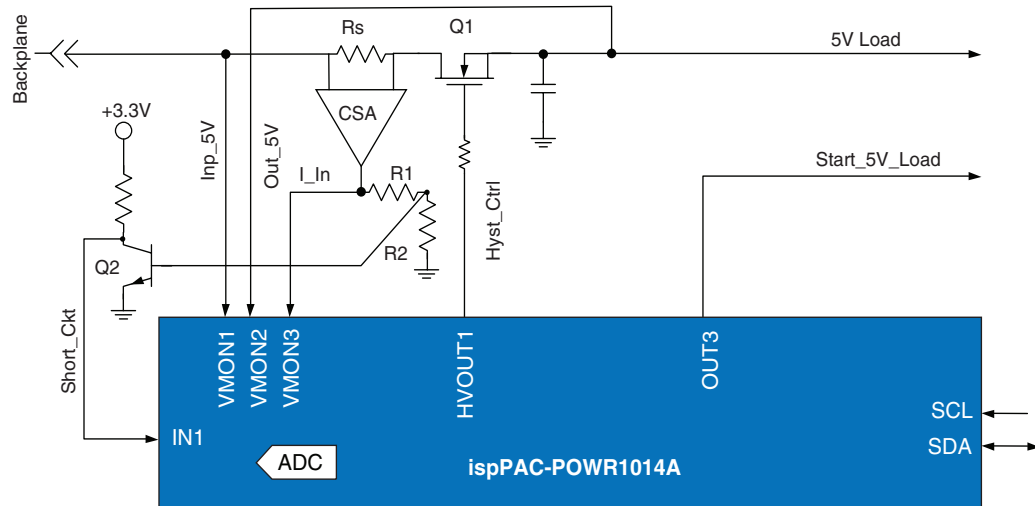 Backplane
Rs
Q1
5V Load
CSA
+3.3V
Inp_5V
Out_5V
I_In
R1
R2
Hyst_Ctrl
Start_5V_Load
Q2
Short_Ckt
VMON1
VMON2
VMON3
HVOUT1
OUT3
SCL
SDA
IN1
ADC
ispPAC-POWR1014A